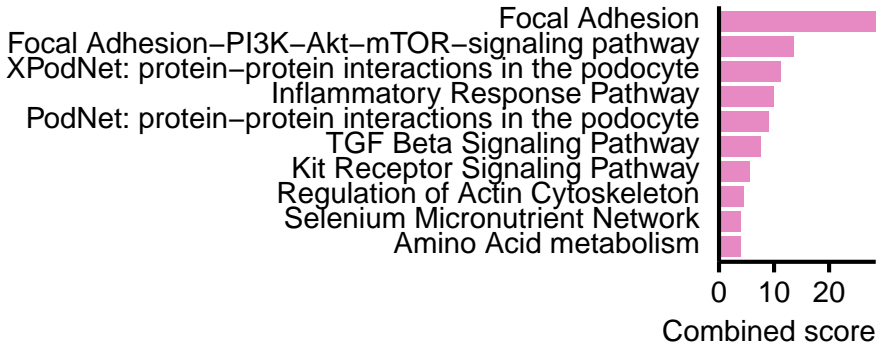 Focal Adhesion
Focal Adhesion−PI3K−Akt−mTOR−signaling pathway
XPodNet: protein−protein interactions in the podocyte
Inflammatory Response Pathway
PodNet: protein−protein interactions in the podocyte
TGF Beta Signaling Pathway
Kit Receptor Signaling Pathway
Regulation of Actin Cytoskeleton
Selenium Micronutrient Network
Amino Acid metabolism
0 10 20
Combined score